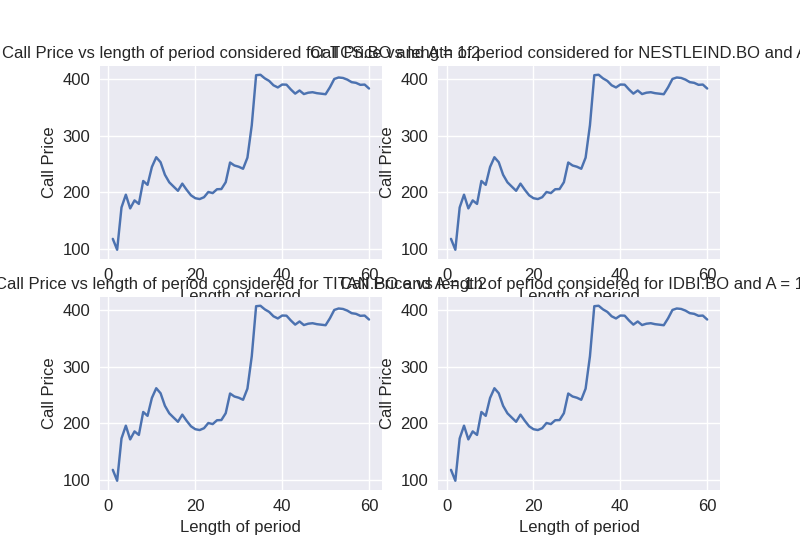 Call Price vs length of period considered for TCS.BO and A = 1.2
Call Price vs length of period considered for NESTLEIND.BO and A
400
300
200
100
Call Price
0 20 40 60
Length of period
400
300
200
100
Call Price
0 20 40 60
Length of period
Call Price vs length of period considered for TITAN.BO and A = 1.2
Call Price vs length of period considered for IDBI.BO and A = 1
400
300
200
100
Call Price
0 20 40 60
Length of period
400
300
200
100
Call Price
0 20 40 60
Length of period